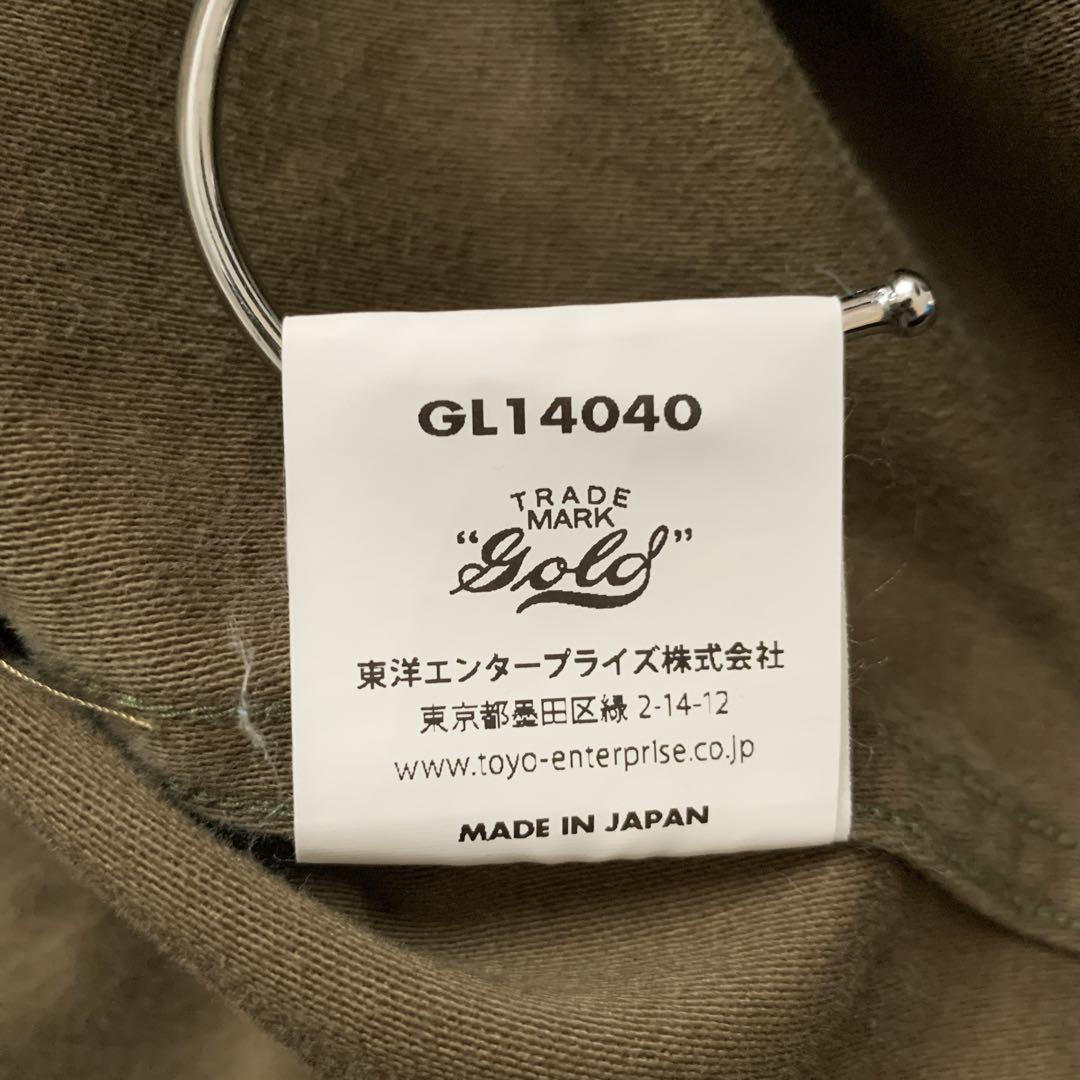 GL14040
TRADE
MARK
“Gold”
東洋エンタープライズ株式会社
東京都墨田区緑 2-14-12
www.toyo-enterprise.co.jp
MADE IN JAPAN